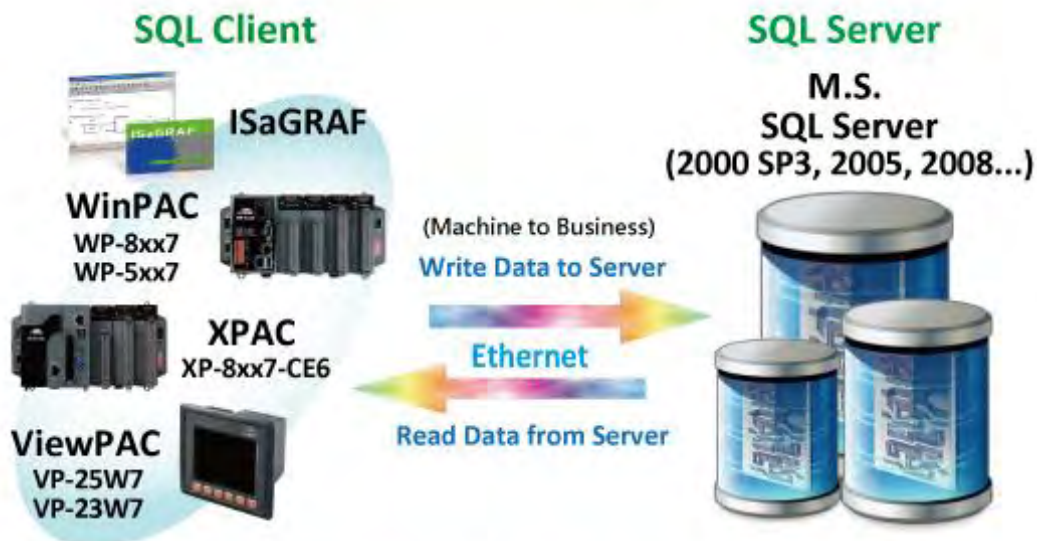 SQL Client
ISaGRAF
ISaGRAF
WinPAC
WP-8xx7
WP-5xx7
XPAC
XP-8xx7-CE6
ViewPAC
VP-25W7
VP-23W7
(Machine to Business)
Write Data to Server
Ethernet
Read Data from Server
SQL Server
M.S.
SQL Server
(2000 SP3, 2005, 2008...)